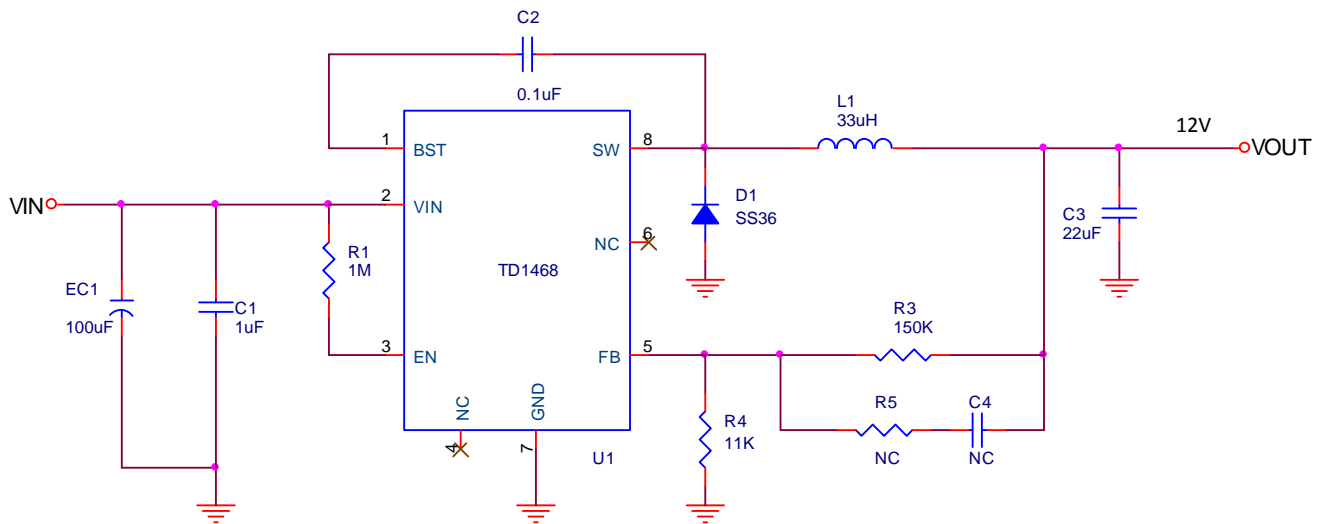 C2
0.1uF
L1
33uH
12V
VOUT
1
BST
SW
8
VIN
2
VIN
D1
SS36
C3
22uF
NC
6
R1
1M
TD1468
EC1
100uF
C1
1uF
R3
150K
3
EN
FB
5
NC
GND
R4
11K
R5
C4
NC
NC
4
7
U1